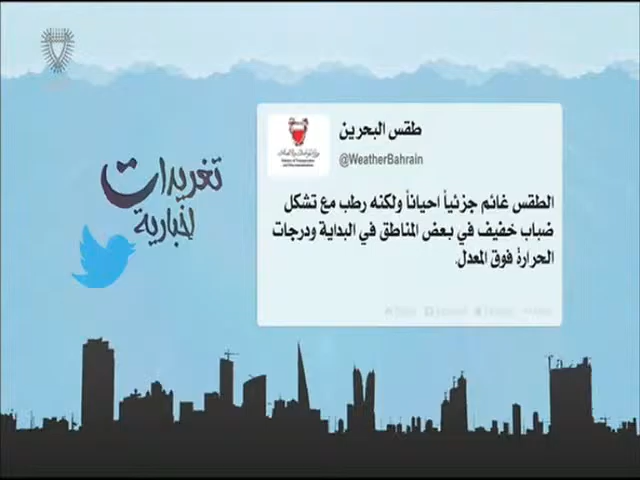 تغريدات
إخبارية
طقس البحرين
@WeatherBahrain
الطقس غائم جزئياً احياناً ولكنه رطب مع تشكل
ضباب خفيف في بعض المناطق في البداية ودرجات
الحرارة فوق المعدل.